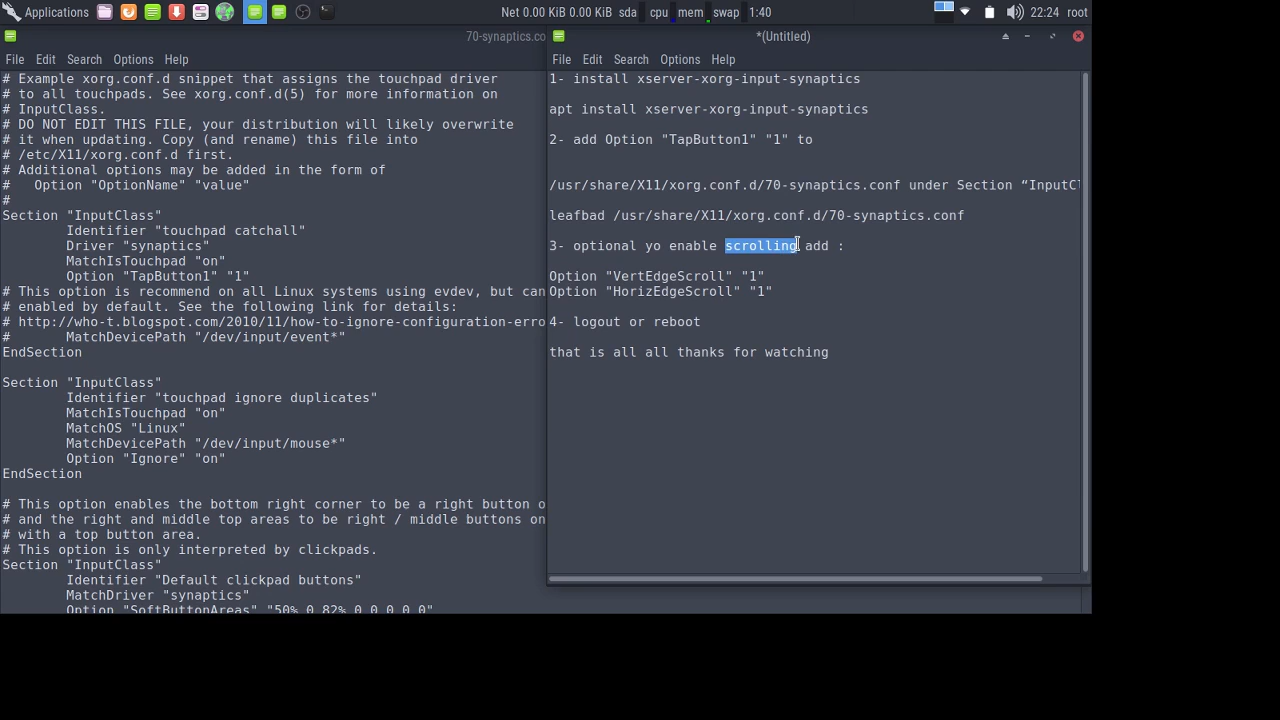 Applications
Net 0.00 KiB 0.00 KiB sda cpu mem swap 1:40
22:24 root
70-synaptics.co
File Edit Search Options Help
# Example xorg.conf.d snippet that assigns the touchpad driver
# to all touchpads. See xorg.conf.d(5) for more information on
# InputClass.
# DO NOT EDIT THIS FILE, your distribution will likely overwrite
# it when updating. Copy (and rename) this file into
# /etc/X11/xorg.conf.d first.
# Additional options may be added in the form of
#   Option "OptionName" "value"
#
Section "InputClass"
        Identifier "touchpad catchall"
        Driver "synaptics"
        MatchIsTouchpad "on"
        Option "TapButton1" "1"
# This option is recommend on all Linux systems using evdev, but can
# enabled by default. See the following link for details:
# http://who-t.blogspot.com/2010/11/how-to-ignore-configuration-erro
#       MatchDevicePath "/dev/input/event*"
EndSection
Section "InputClass"
        Identifier "touchpad ignore duplicates"
        MatchIsTouchpad "on"
        MatchOS "Linux"
        MatchDevicePath "/dev/input/mouse*"
        Option "Ignore" "on"
EndSection
# This option enables the bottom right corner to be a right button o
# and the right and middle top areas to be right / middle buttons on
# with a top button area.
# This option is only interpreted by clickpads.
Section "InputClass"
        Identifier "Default clickpad buttons"
        MatchDriver "synaptics"
        Option "SoftButtonAreas" "50% 0 82% 0 0 0 0 0"
*(Untitled)
File Edit Search Options Help
1- install xserver-xorg-input-synaptics
apt install xserver-xorg-input-synaptics
2- add Option "TapButton1" "1" to
/usr/share/X11/xorg.conf.d/70-synaptics.conf under Section “InputCl
leafbad /usr/share/X11/xorg.conf.d/70-synaptics.conf
3- optional yo enable scrolling add :
Option "VertEdgeScroll" "1"
Option "HorizEdgeScroll" "1"
4- logout or reboot
that is all all thanks for watching